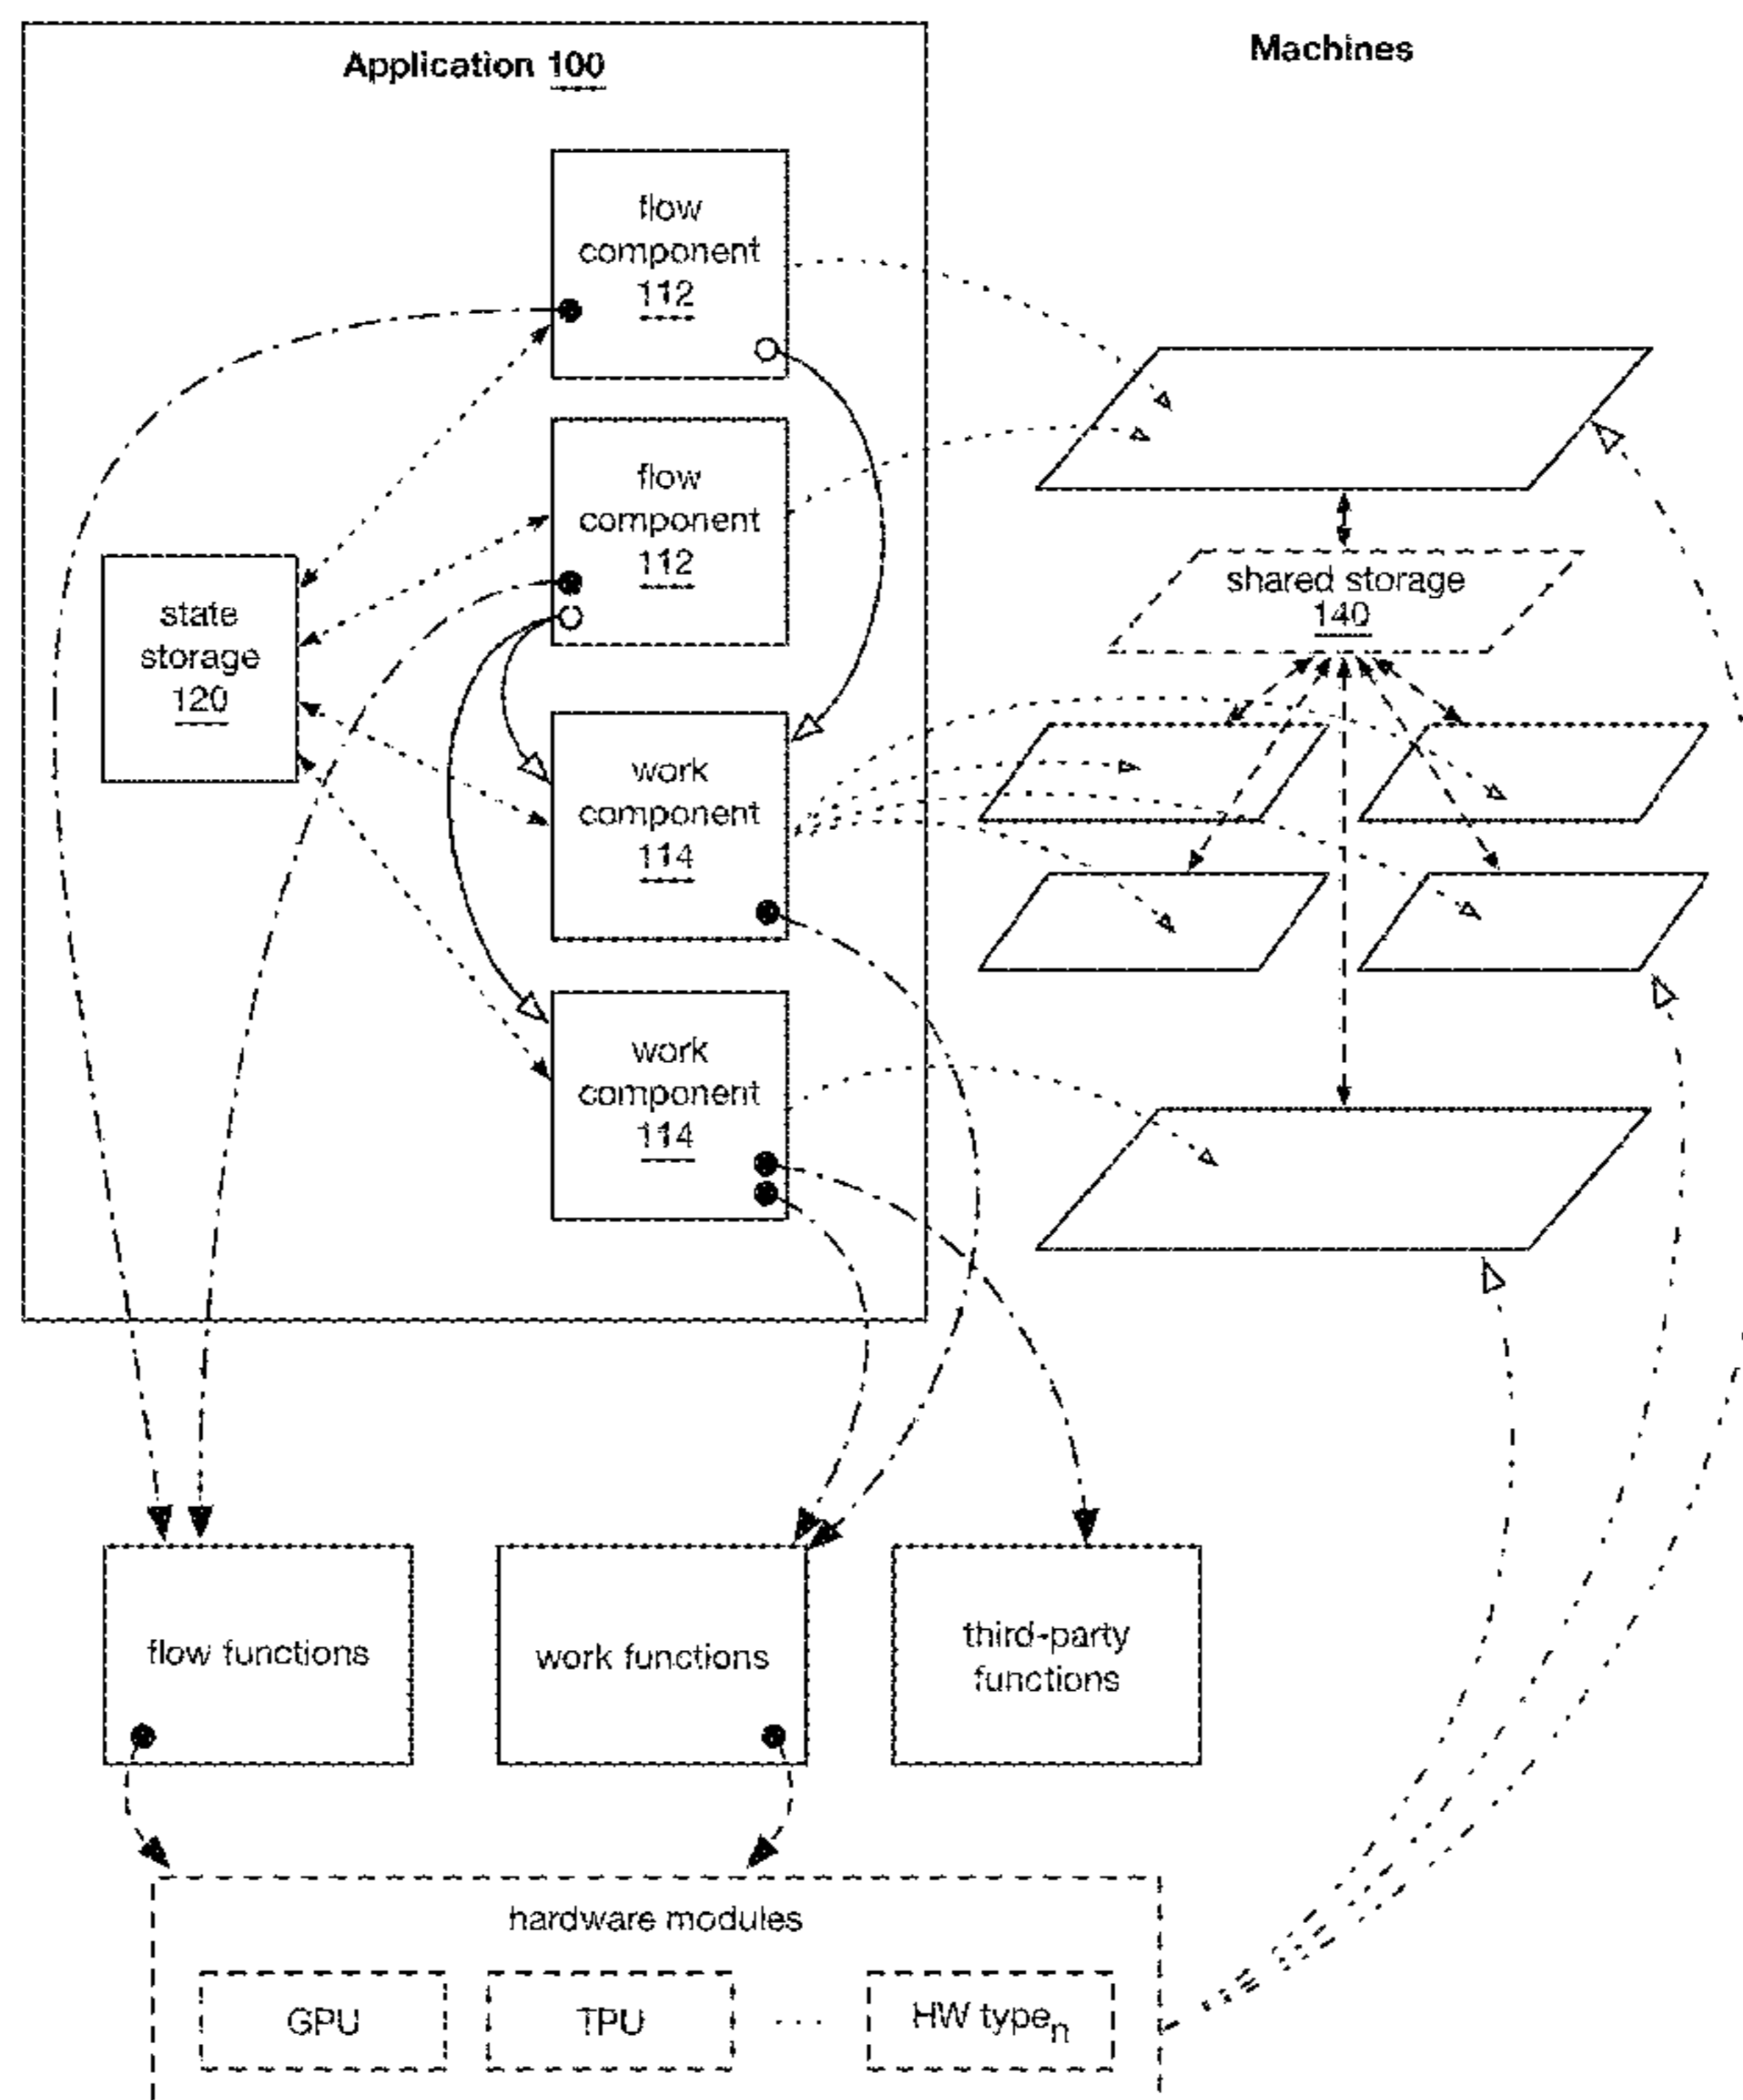 Application 100
Machines
flow
component
112
flow
component
112
shared storage
140
state
storage
120
work
component
114
work
component
114
flow functions
work functions
third-party
functions
hardware modules
GPU
TPU
...
HW typen